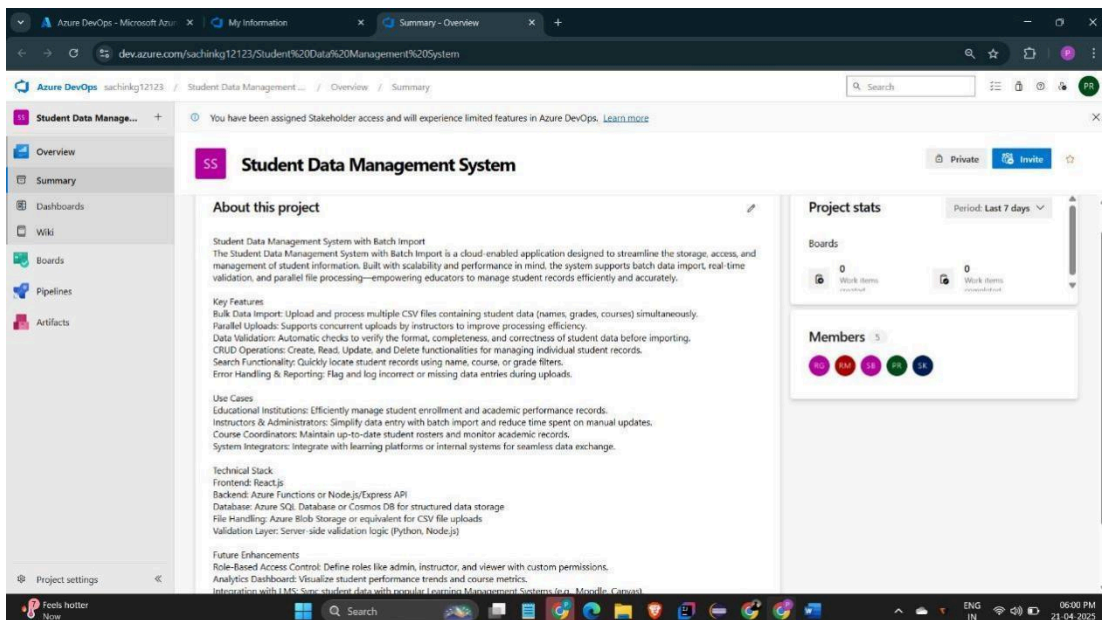 Azure DevOps - Microsoft Azur
My Information
Summary - Overview
dev.azure.com/sachinkg12123/Student%20Data%20Management%20System
P
Azure DevOps sachinkg12123 / Student Data Management ... / Overview / Summary
Search
PR
SS Student Data Manage... +
You have been assigned Stakeholder access and will experience limited features in Azure DevOps. Learn more
Overview
Summary
Dashboards
Wiki
Boards
Pipelines
Artifacts
Project settings
SS Student Data Management System
Private
Invite
About this project
Student Data Management System with Batch Import
The Student Data Management System with Batch Import is a cloud-enabled application designed to streamline the storage, access, and
management of student information. Built with scalability and performance in mind, the system supports batch data import, real-time
validation, and parallel file processing—empowering educators to manage student records efficiently and accurately.
Key Features
Bulk Data Import: Upload and process multiple CSV files containing student data (names, grades, courses) simultaneously.
Parallel Uploads: Supports concurrent uploads by instructors to improve processing efficiency.
Data Validation: Automatic checks to verify the format, completeness, and correctness of student data before importing.
CRUD Operations: Create, Read, Update, and Delete functionalities for managing individual student records.
Search Functionality: Quickly locate student records using name, course, or grade filters.
Error Handling & Reporting: Flag and log incorrect or missing data entries during uploads.
Use Cases
Educational Institutions: Efficiently manage student enrollment and academic performance records.
Instructors & Administrators: Simplify data entry with batch import and reduce time spent on manual updates.
Course Coordinators: Maintain up-to-date student rosters and monitor academic records.
System Integrators: Integrate with learning platforms or internal systems for seamless data exchange.
Technical Stack
Frontend: React.js
Backend: Azure Functions or Node.js/Express API
Database: Azure SQL Database or Cosmos DB for structured data storage
File Handling: Azure Blob Storage or equivalent for CSV file uploads
Validation Layer: Server-side validation logic (Python, Node.js)
Future Enhancements
Role-Based Access Control: Define roles like admin, instructor, and viewer with custom permissions.
Analytics Dashboard: Visualize student performance trends and course metrics.
Integration with LMS: Sync student data with popular Learning Management Systems (e.g., Moodle, Canvas).
Project stats
Period: Last 7 days
Boards
0
Work items
created
0
Work items
completed
Members 5
RG RM SB PR SK
Feels hotter
Now
Search
ENG
IN
06:00 PM
21-04-2025